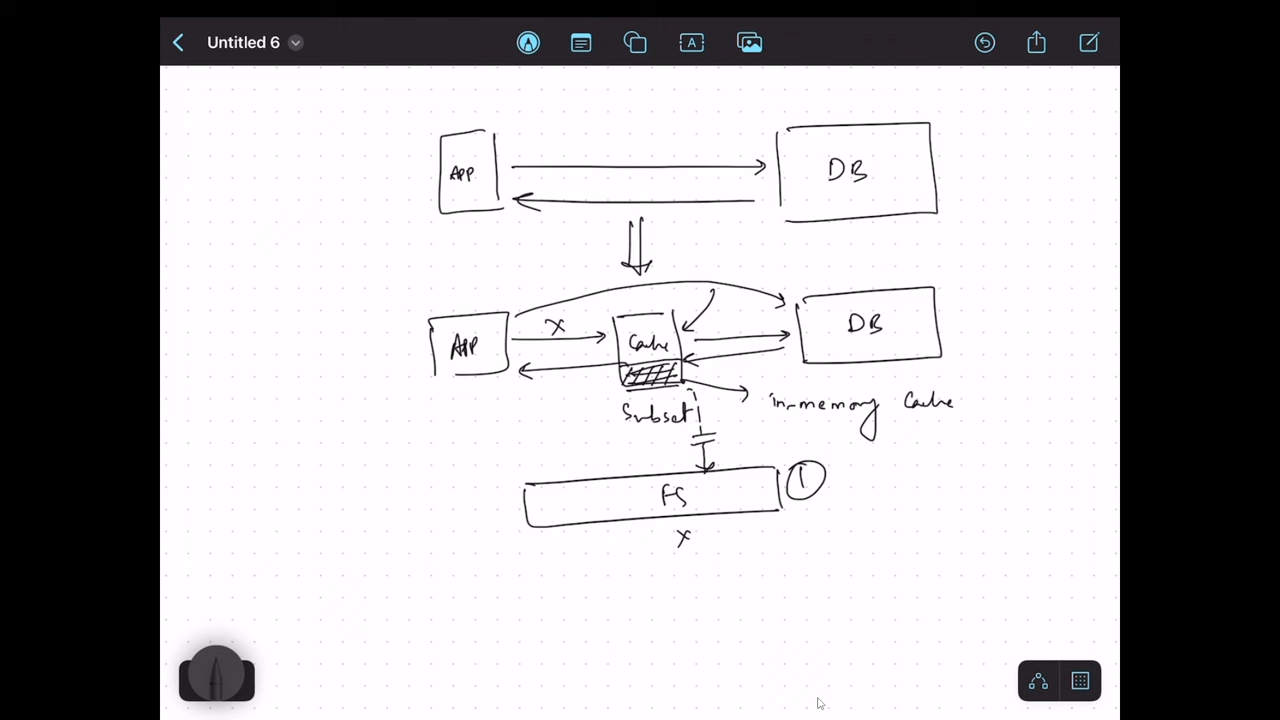 Untitled 6
A
APP
DB
X
APP
Cache
DB
Subset
in-memory Cache
FS
1
X